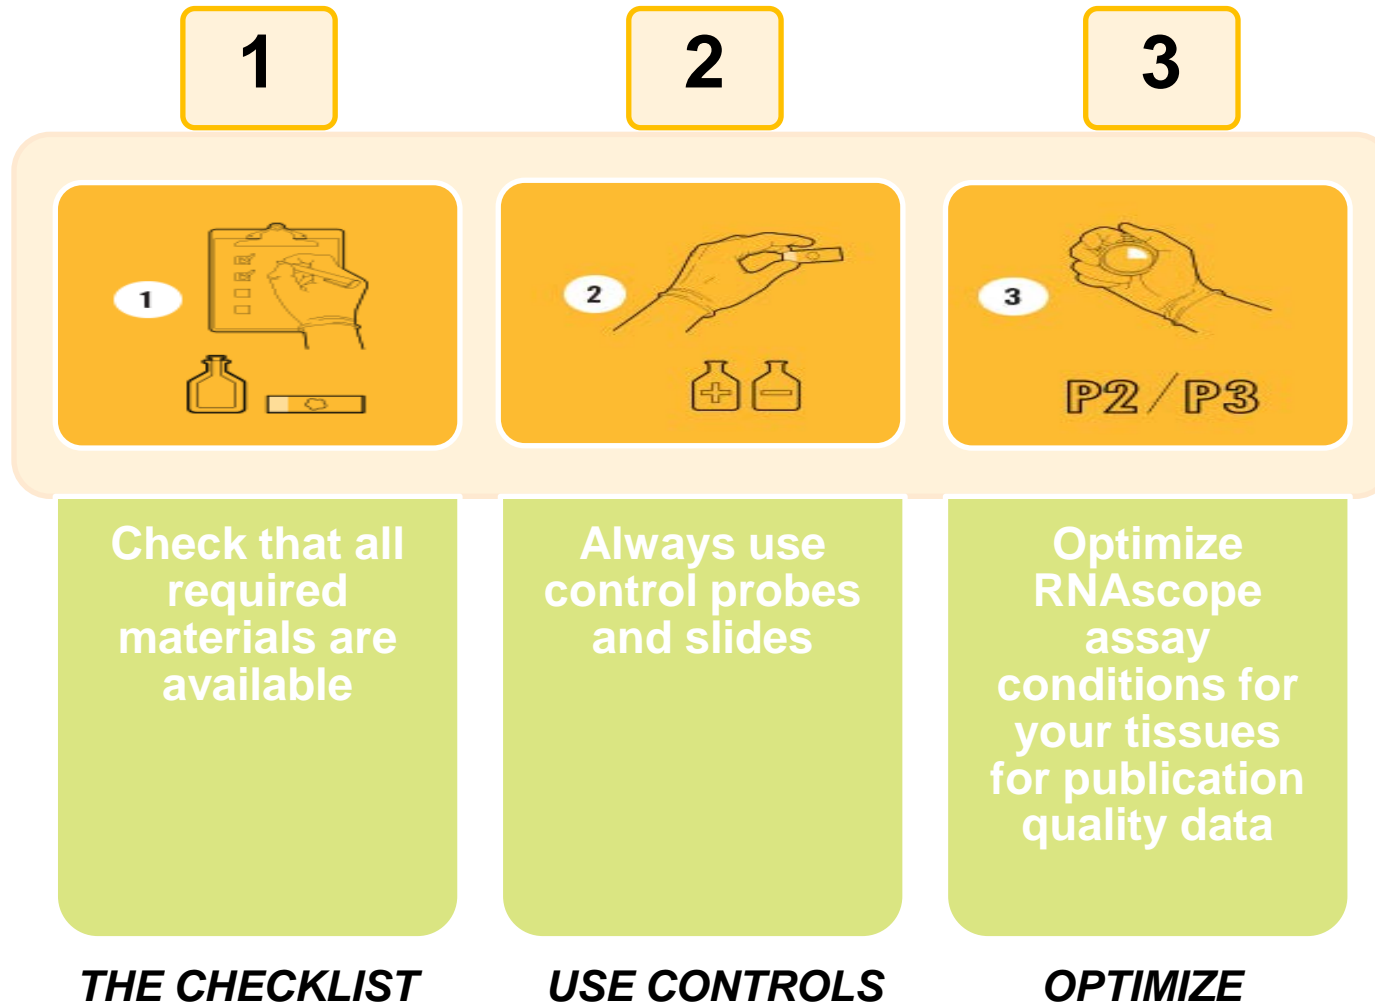 1
2
3
1
2
3
P2/P3
Check that all
required
materials are
available
Always use
control probes
and slides
Optimize
RNAscope
assay
conditions for
your tissues
for publication
quality data
THE CHECKLIST
USE CONTROLS
OPTIMIZE